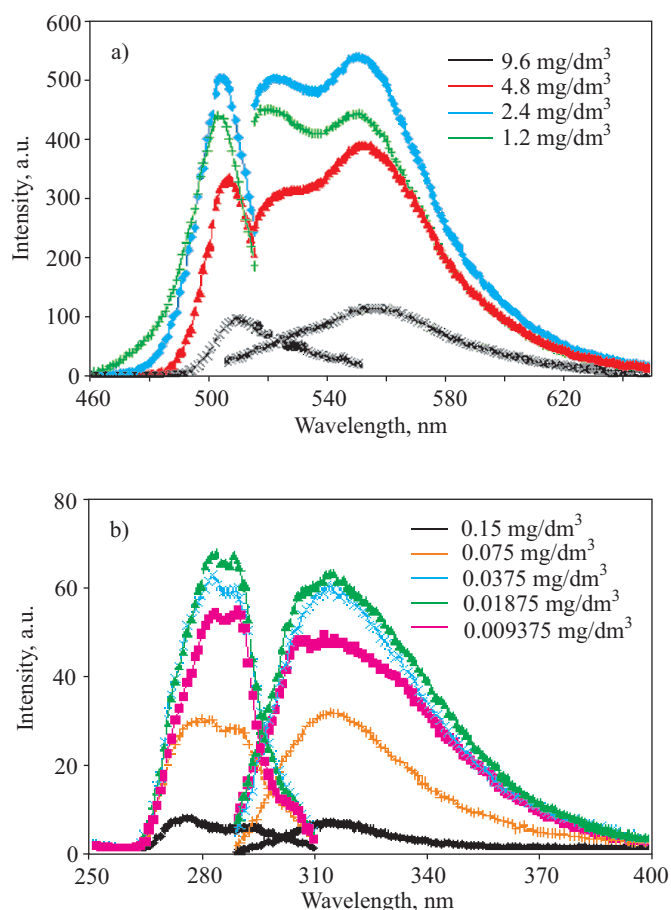 a)
600
500
400
300
200
100
0
Intensity, a.u.
9.6 mg/dm³
4.8 mg/dm³
2.4 mg/dm³
1.2 mg/dm³
460 500 540 580 620
Wavelength, nm
b)
80
60
40
20
0
Intensity, a.u.
0.15 mg/dm³
0.075 mg/dm³
0.0375 mg/dm³
0.01875 mg/dm³
0.009375 mg/dm³
250 280 310 340 370 400
Wavelength, nm